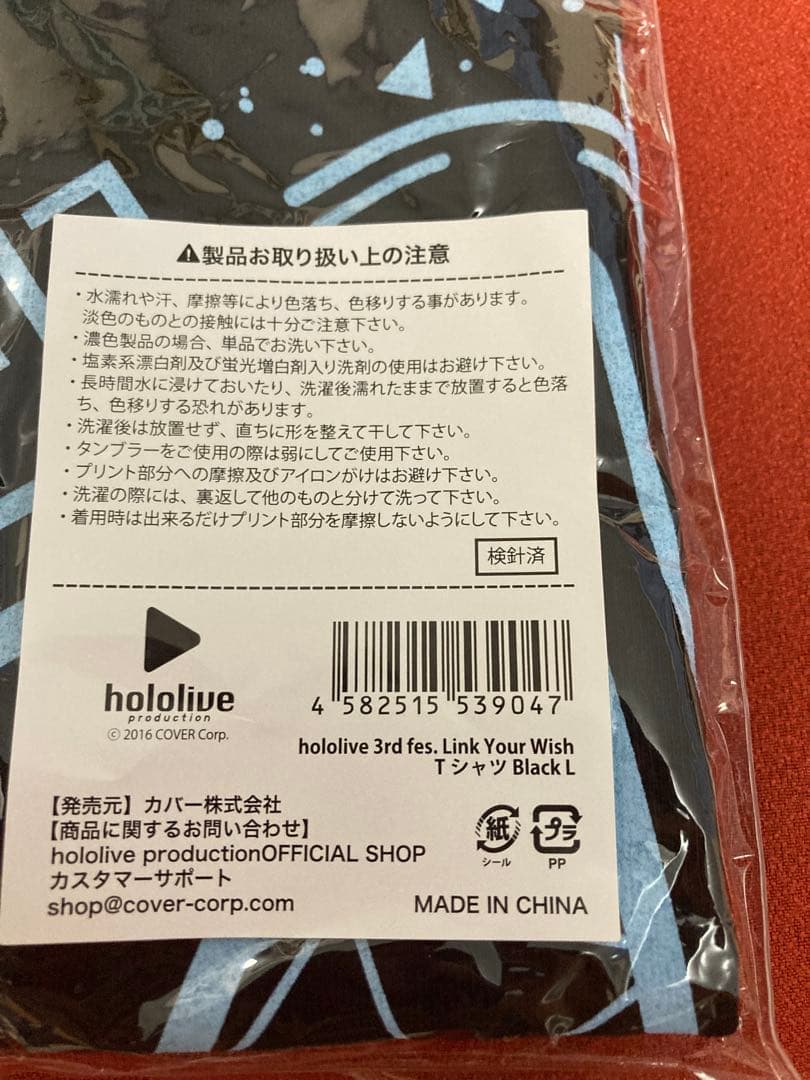 ⚠製品お取り扱い上の注意
・水濡れや汗、摩擦等により色落ち、色移りする事があります。
淡色のものとの接触には十分ご注意下さい。
・濃色製品の場合、単品でお洗い下さい。
・塩素系漂白剤及び蛍光増白剤入り洗剤の使用はお避け下さい。
・長時間水に浸けておいたり、洗濯後濡れたままで放置すると色落
ち、色移りする恐れがあります。
・洗濯後は放置せず、直ちに形を整えて干して下さい。
・タンブラーをご使用の際は弱にしてご使用下さい。
・プリント部分への摩擦及びアイロンがけはお避け下さい。
・洗濯の際には、裏返して他のものと分けて洗って下さい。
・着用時は出来るだけプリント部分を摩擦しないようにして下さい。
検針済
hololive
production
© 2016 COVER Corp.
4 582515 539047
hololive 3rd fes. Link Your Wish
T シャツ Black L
【発売元】カバー株式会社
【商品に関するお問い合わせ】
hololive productionOFFICIAL SHOP
カスタマーサポート
shop@cover-corp.com
紙
シール
プラ
PP
MADE IN CHINA